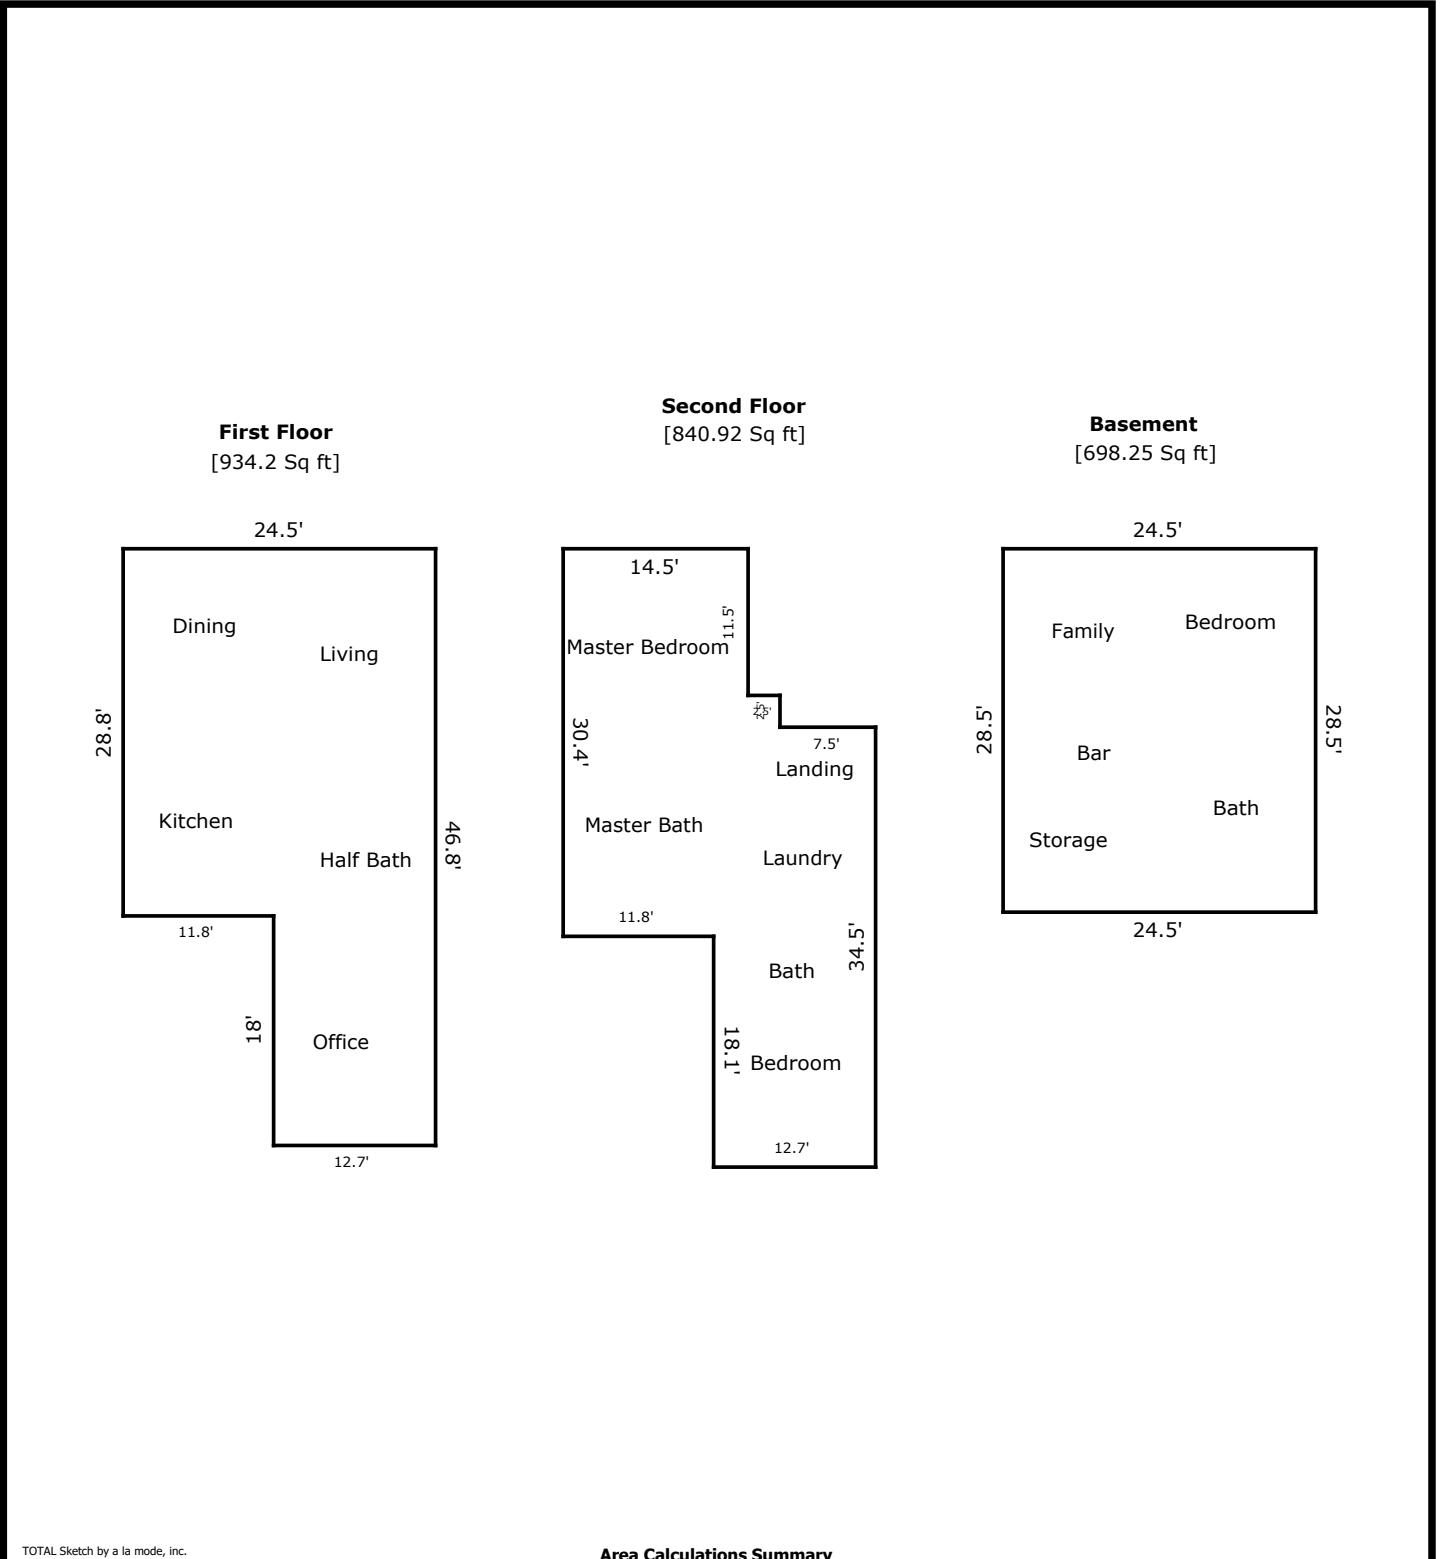 First Floor
[934.2 Sq ft]
24.5'
Dining
Living
28.8'
Kitchen
46.8'
Half Bath
11.8'
18'
Office
12.7'
Second Floor
[840.92 Sq ft]
14.5'
11.5'
Master Bedroom
30.4'
7.5'
Landing
Master Bath
Laundry
11.8'
34.5'
Bath
18.1'
Bedroom
12.7'
Basement
[698.25 Sq ft]
24.5'
Family
Bedroom
28.5'
28.5'
Bar
Bath
Storage
24.5'
TOTAL Sketch by a la mode, inc.
Area Calculations Summary